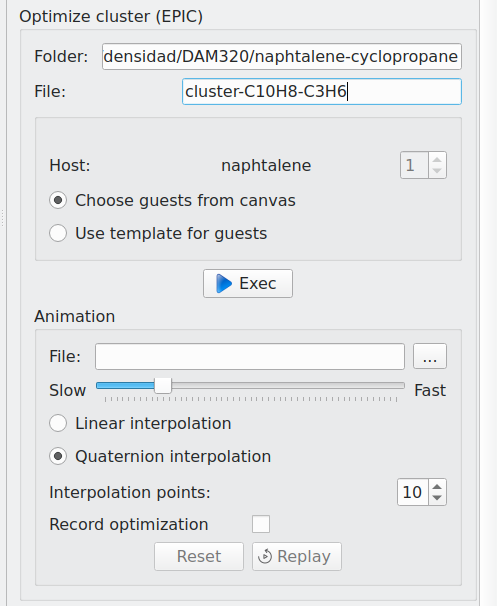 Optimize cluster (EPIC)
Folder: densidad/DAM320/naphtalene-cyclopropane
File: cluster-C10H8-C3H6
Host: naphtalene 1
Choose guests from canvas
Use template for guests
Exec
Animation
File: ...
Slow Fast
Linear interpolation
Quaternion interpolation
Interpolation points: 10
Record optimization
Reset Replay